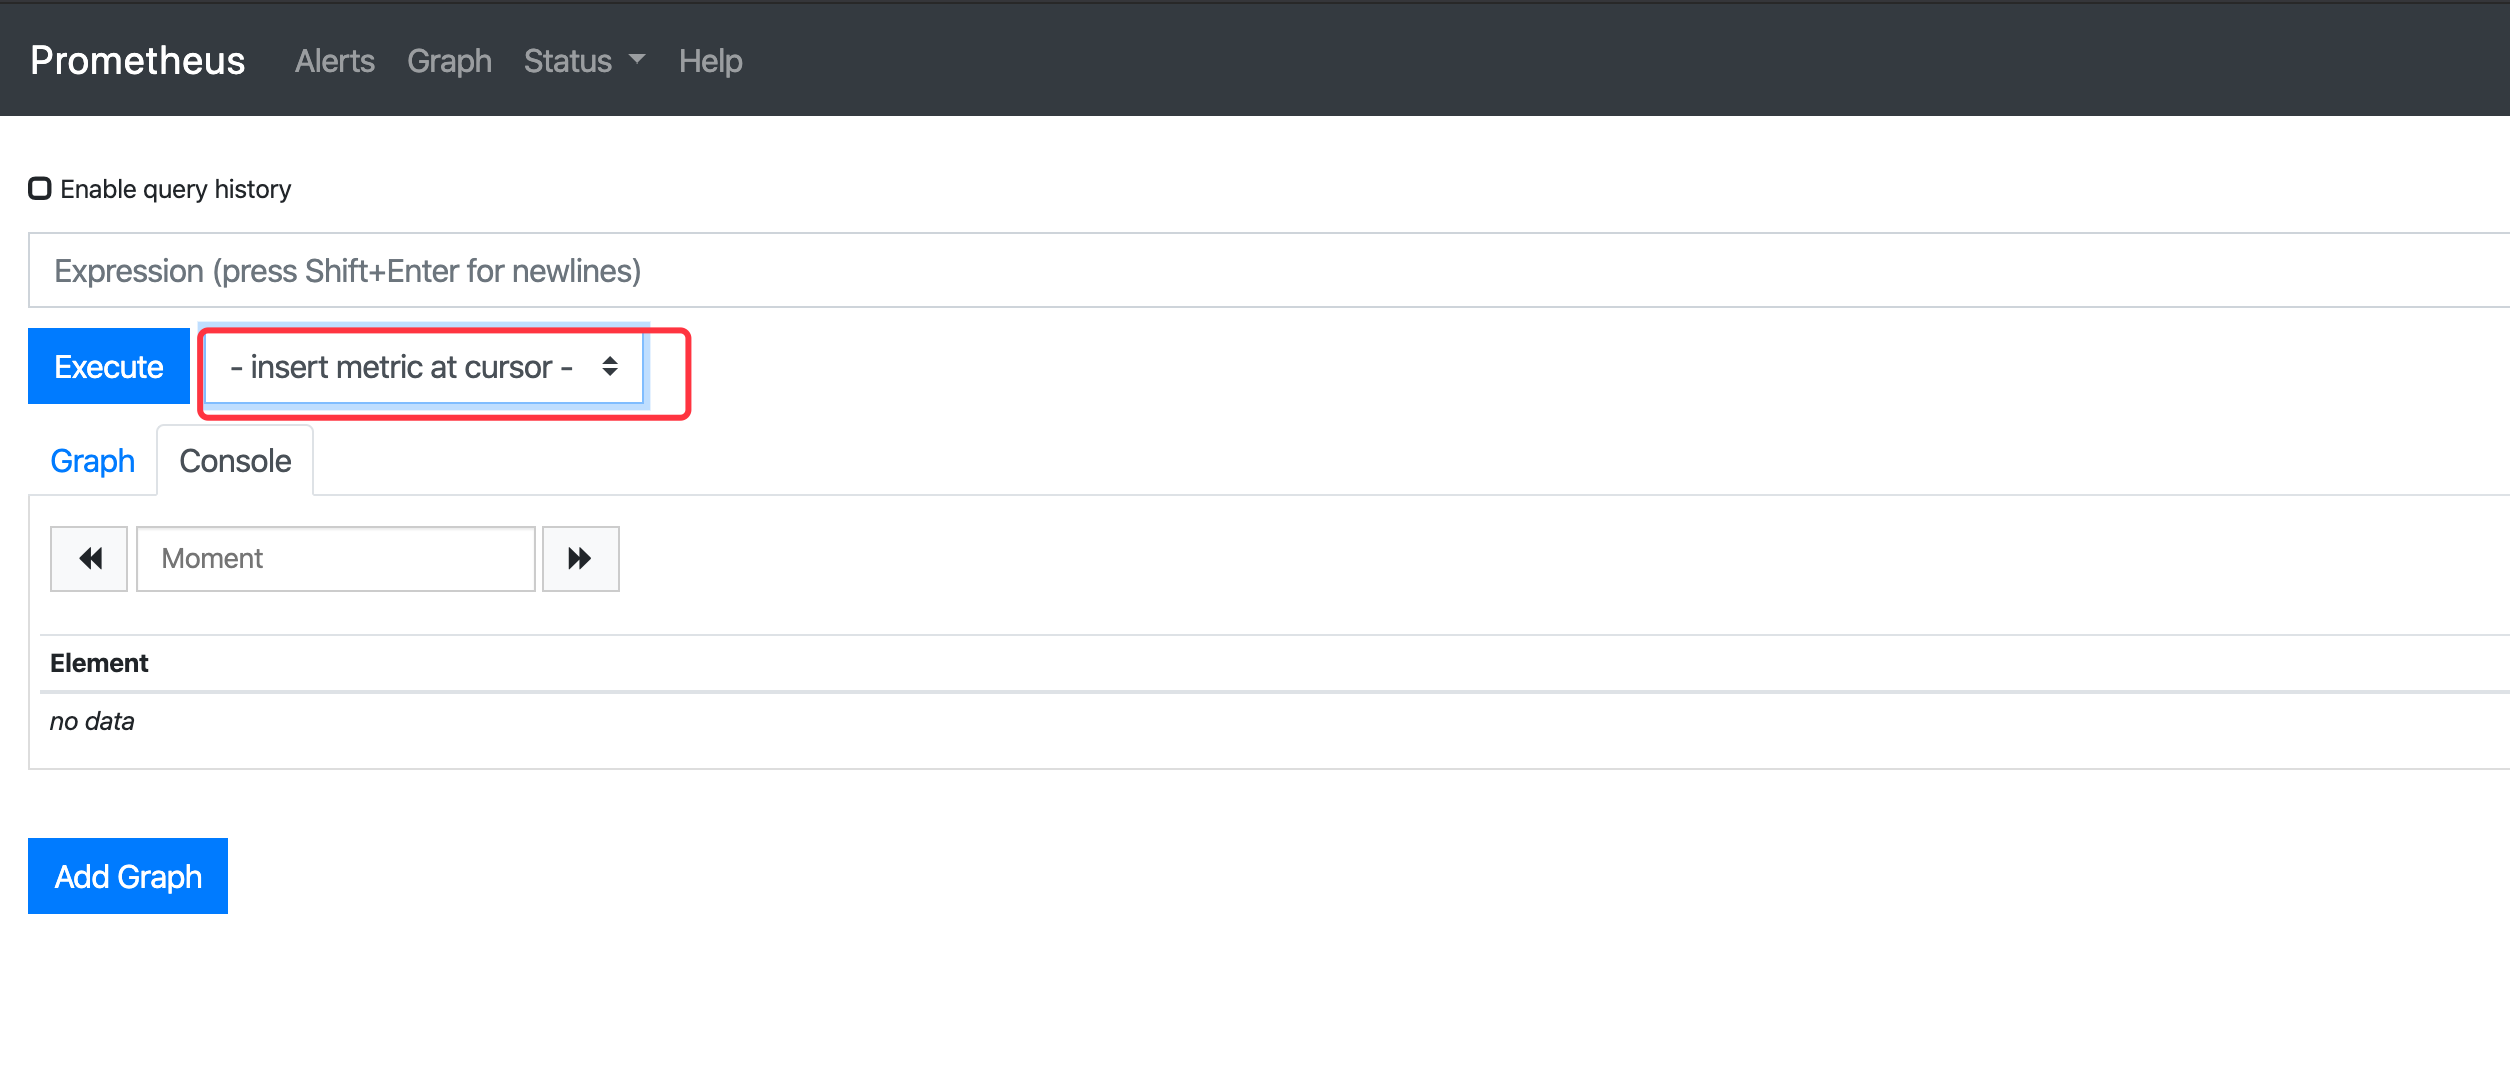 Prometheus Alerts Graph Status Help
Enable query history
Expression (press Shift+Enter for newlines)
Execute - insert metric at cursor -
Graph Console
Moment
Element
no data
Add Graph